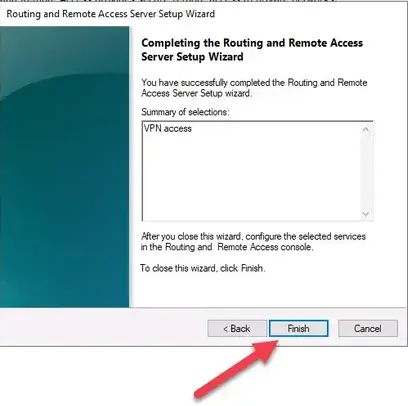 Routing and Remote Access Server Setup Wizard
Completing the Routing and Remote Access
Server Setup Wizard
You have successfully completed the Routing and Remote
Access Server Setup wizard.
Summary of selections:
VPN access
After you close this wizard, configure the selected services
in the Routing and Remote Access console.
To close this wizard, click Finish.
< Back
Finish
Cancel